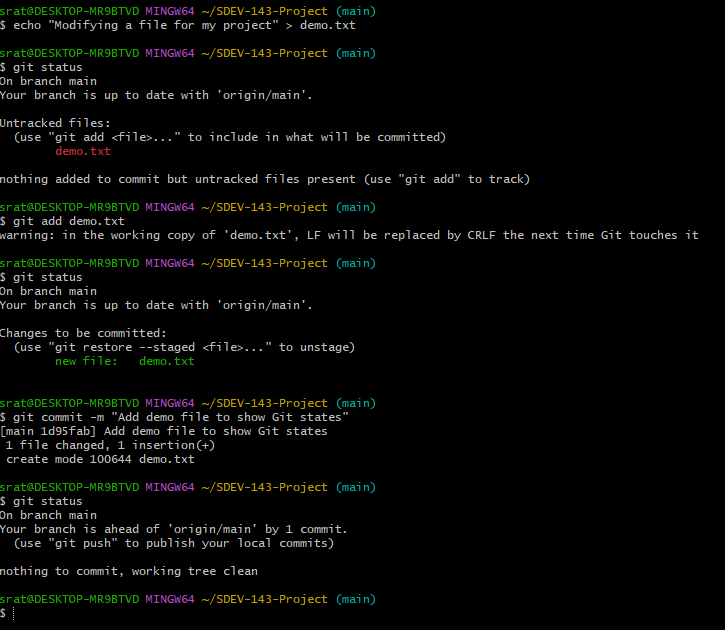 srat@DESKTOP-MR9BTVD MINGW64 ~/SDEV-143-Project (main)
$ echo "Modifying a file for my project" > demo.txt
srat@DESKTOP-MR9BTVD MINGW64 ~/SDEV-143-Project (main)
$ git status
On branch main
Your branch is up to date with 'origin/main'.
Untracked files:
  (use "git add <file>..." to include in what will be committed)
        demo.txt
nothing added to commit but untracked files present (use "git add" to track)
srat@DESKTOP-MR9BTVD MINGW64 ~/SDEV-143-Project (main)
$ git add demo.txt
warning: in the working copy of 'demo.txt', LF will be replaced by CRLF the next time Git touches it
srat@DESKTOP-MR9BTVD MINGW64 ~/SDEV-143-Project (main)
$ git status
On branch main
Your branch is up to date with 'origin/main'.
Changes to be committed:
  (use "git restore --staged <file>..." to unstage)
        new file:   demo.txt
srat@DESKTOP-MR9BTVD MINGW64 ~/SDEV-143-Project (main)
$ git commit -m "Add demo file to show Git states"
[main 1d95fab] Add demo file to show Git states
 1 file changed, 1 insertion(+)
 create mode 100644 demo.txt
srat@DESKTOP-MR9BTVD MINGW64 ~/SDEV-143-Project (main)
$ git status
On branch main
Your branch is ahead of 'origin/main' by 1 commit.
  (use "git push" to publish your local commits)
nothing to commit, working tree clean
srat@DESKTOP-MR9BTVD MINGW64 ~/SDEV-143-Project (main)
$